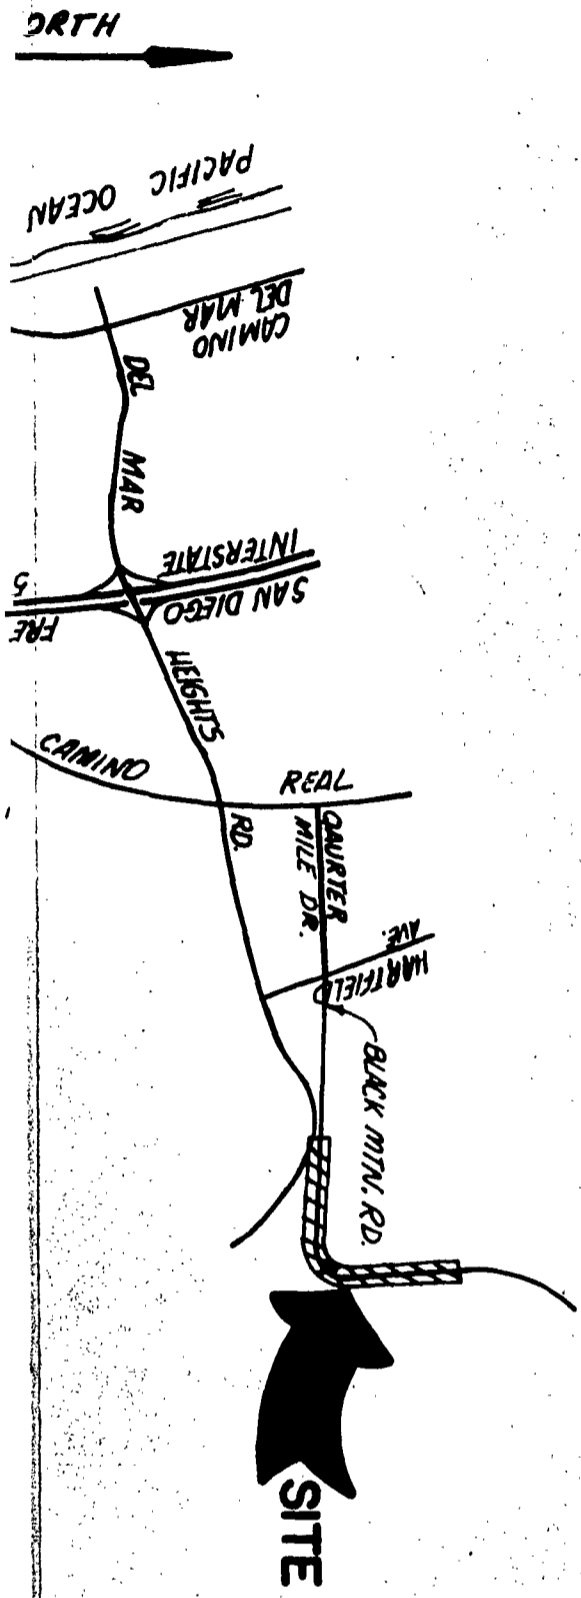 ORTH
PACIFIC OCEAN
CAMINO
DEL MAR
DEL MAR HEIGHTS RD.
INTERSTATE 5
SAN DIEGO FRE
CAMINO REAL
QAURTER
MILE DR.
HARTFIELD
AVE.
BLACK MTN. RD.
SITE